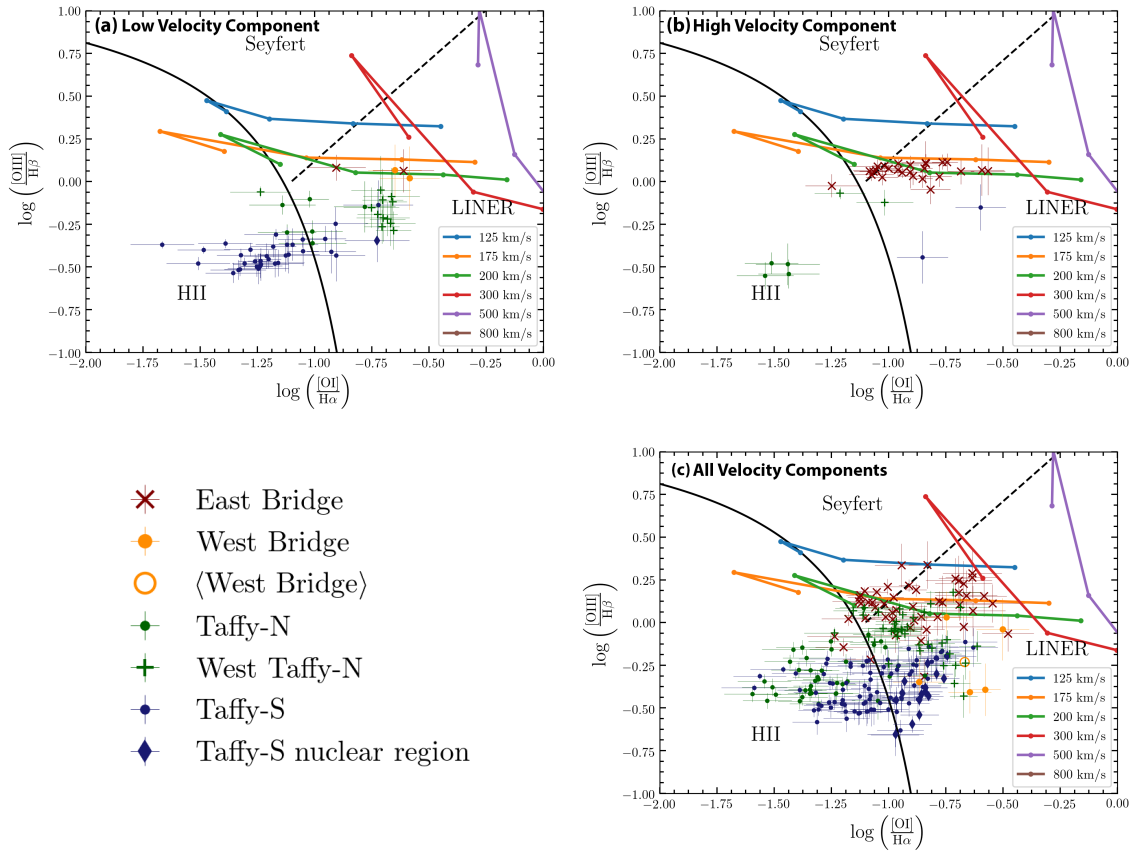 (a) Low Velocity Component
Seyfert
LINER
HII
125 km/s
175 km/s
200 km/s
300 km/s
500 km/s
800 km/s
1.00
0.75
0.50
0.25
0.00
−0.25
−0.50
−0.75
−1.00
−2.00 −1.75 −1.50 −1.25 −1.00 −0.75 −0.50 −0.25 0.00
log ([OIII]/Hβ)
log ([OI]/Hα)
(b) High Velocity Component
Seyfert
LINER
HII
125 km/s
175 km/s
200 km/s
300 km/s
500 km/s
800 km/s
1.00
0.75
0.50
0.25
0.00
−0.25
−0.50
−0.75
−1.00
−2.00 −1.75 −1.50 −1.25 −1.00 −0.75 −0.50 −0.25 0.00
log ([OIII]/Hβ)
log ([OI]/Hα)
East Bridge
West Bridge
⟨West Bridge⟩
Taffy-N
West Taffy-N
Taffy-S
Taffy-S nuclear region
(c) All Velocity Components
Seyfert
LINER
HII
125 km/s
175 km/s
200 km/s
300 km/s
500 km/s
800 km/s
1.00
0.75
0.50
0.25
0.00
−0.25
−0.50
−0.75
−1.00
−2.00 −1.75 −1.50 −1.25 −1.00 −0.75 −0.50 −0.25 0.00
log ([OIII]/Hβ)
log ([OI]/Hα)